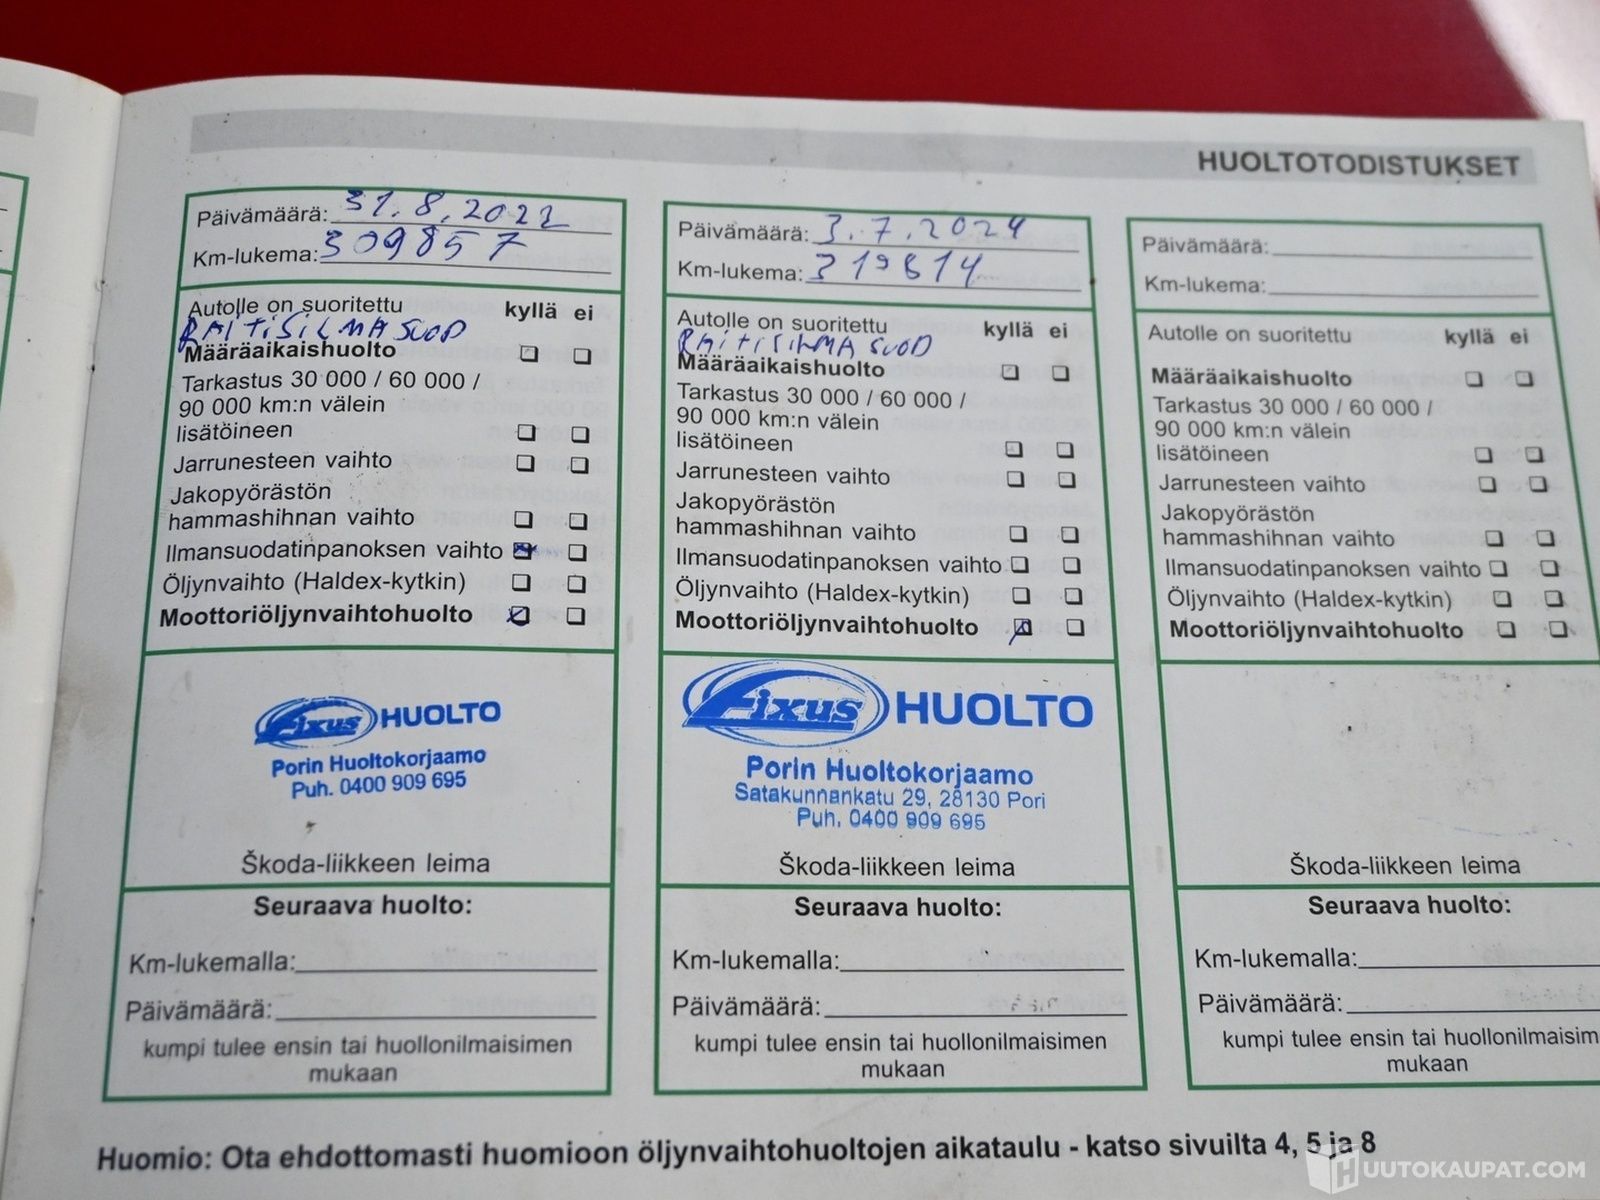 HUOLTOTODISTUKSET
Päivämäärä: 31.8.2022
Km-lukema: 309857
Autolle on suoritettu kyllä ei
RAITISILMASUOD
Määräaikaishuolto
Tarkastus 30 000 / 60 000 /
90 000 km:n välein
lisätöineen
Jarrunesteen vaihto
Jakopyörästön
hammashihnan vaihto
Ilmansuodatinpanoksen vaihto
Öljynvaihto (Haldex-kytkin)
Moottoriöljynvaihtohuolto
Fixus HUOLTO
Porin Huoltokorjaamo
Puh. 0400 909 695
Škoda-liikkeen leima
Seuraava huolto:
Km-lukemalla:
Päivämäärä:
kumpi tulee ensin tai huollonilmaisimen
mukaan
Päivämäärä: 3.7.2024
Km-lukema:
Autolle on suoritettu kyllä ei
RAITISILMASUOD
Määräaikaishuolto
Tarkastus 30 000 / 60 000 /
90 000 km:n välein
lisätöineen
Jarrunesteen vaihto
Jakopyörästön
hammashihnan vaihto
Ilmansuodatinpanoksen vaihto
Öljynvaihto (Haldex-kytkin)
Moottoriöljynvaihtohuolto
Fixus HUOLTO
Porin Huoltokorjaamo
Satakunnankatu 29, 28130 Pori
Puh. 0400 909 695
Škoda-liikkeen leima
Seuraava huolto:
Km-lukemalla:
Päivämäärä:
kumpi tulee ensin tai huollonilmaisimen
mukaan
Päivämäärä:
Km-lukema:
Autolle on suoritettu kyllä ei
Määräaikaishuolto
Tarkastus 30 000 / 60 000 /
90 000 km:n välein
lisätöineen
Jarrunesteen vaihto
Jakopyörästön
hammashihnan vaihto
Ilmansuodatinpanoksen vaihto
Öljynvaihto (Haldex-kytkin)
Moottoriöljynvaihtohuolto
Škoda-liikkeen leima
Seuraava huolto:
Km-lukemalla:
Päivämäärä:
kumpi tulee ensin tai huollonilmaisim
mukaan
Huomio: Ota ehdottomasti huomioon öljynvaihtohuoltojen aikataulu - katso sivuilta 4, 5 ja 8
HUUTOKAUPAT.COM